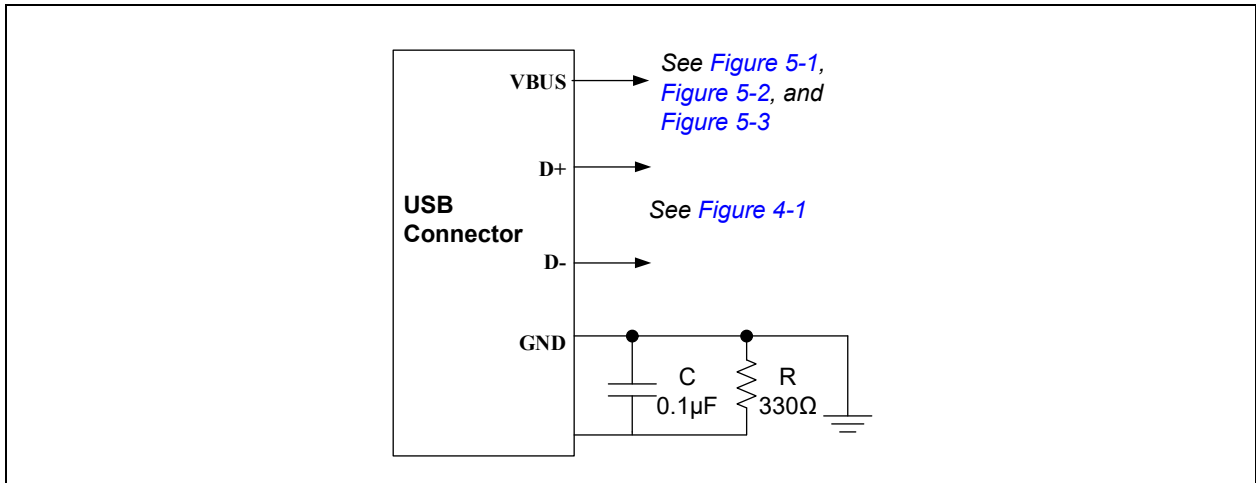 VBUS
See Figure 5-1,
Figure 5-2, and
Figure 5-3
D+
USB
Connector
See Figure 4-1
D-
GND
C
0.1µF
R
330Ω